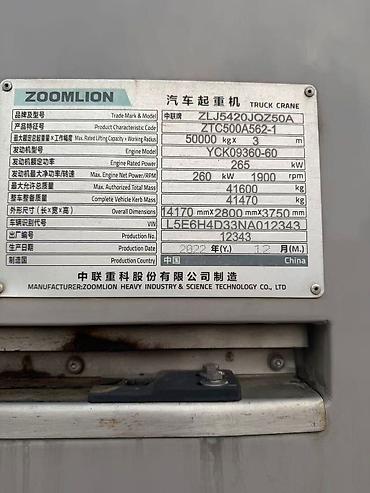 ZOOMLION 汽车起重机 TRUCK CRANE
品牌及型号 Trade Mark & Model 中联牌 ZLJ5420JQZ50A
产品特征号 Product Characteristic Code ZTC500A562-1
最大额定总起重量×工作幅度 Max. Rated Lifting Capacity × Working Radius 50000 kg× 3 m
发动机型号 Engine Model YCK09360-60
发动机额定功率 Engine Rated Power 265 kW
发动机最大净功率/转速 Max. Engine Net Power/RPM 260 kW 1900 rpm
最大允许总质量 Max. Authorized Total Mass 41600 kg
整车整备质量 Complete Vehicle Kerb Mass 41470 kg
外形尺寸(长×宽×高) Overall Dimensions 14170 mm×2800 mm×3750 mm
车辆识别代号 VIN L5E6H4D33NA012343
出厂编号 Production No. 12343
生产日期 Production Date 2022 年(Y.) 12 月(M.)
制造国 Production Country 中国 China
中联重科股份有限公司制造
MANUFACTURER:ZOOMLION HEAVY INDUSTRY & SCIENCE TECHNOLOGY CO., LTD.